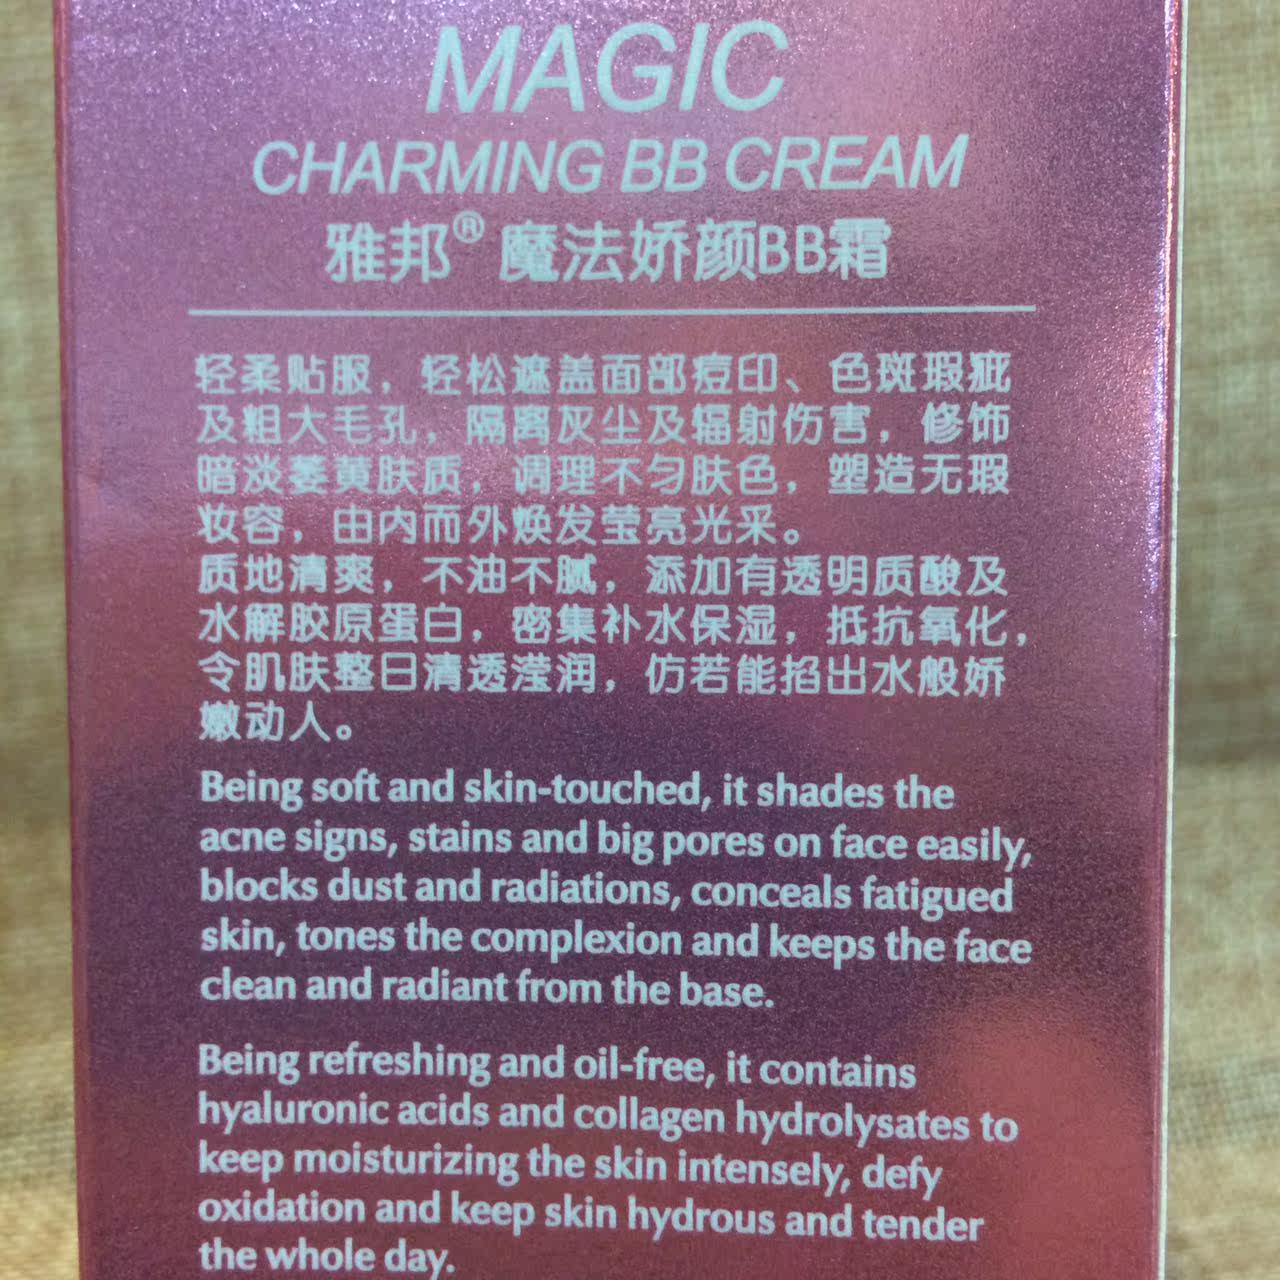 MAGIC
CHARMING BB CREAM
雅邦® 魔法娇颜BB霜
轻柔贴服，轻松遮盖面部痘印、色斑瑕疵
及粗大毛孔，隔离灰尘及辐射伤害，修饰
暗淡萎黄肤质，调理不匀肤色，塑造无瑕
妆容，由内而外焕发莹亮光采。
质地清爽，不油不腻，添加有透明质酸及
水解胶原蛋白，密集补水保湿，抵抗氧化，
令肌肤整日清透滢润，仿若能掐出水般娇
嫩动人。
Being soft and skin-touched, it shades the
acne signs, stains and big pores on face easily,
blocks dust and radiations, conceals fatigued
skin, tones the complexion and keeps the face
clean and radiant from the base.
Being refreshing and oil-free, it contains
hyaluronic acids and collagen hydrolysates to
keep moisturizing the skin intensely, defy
oxidation and keep skin hydrous and tender
the whole day.